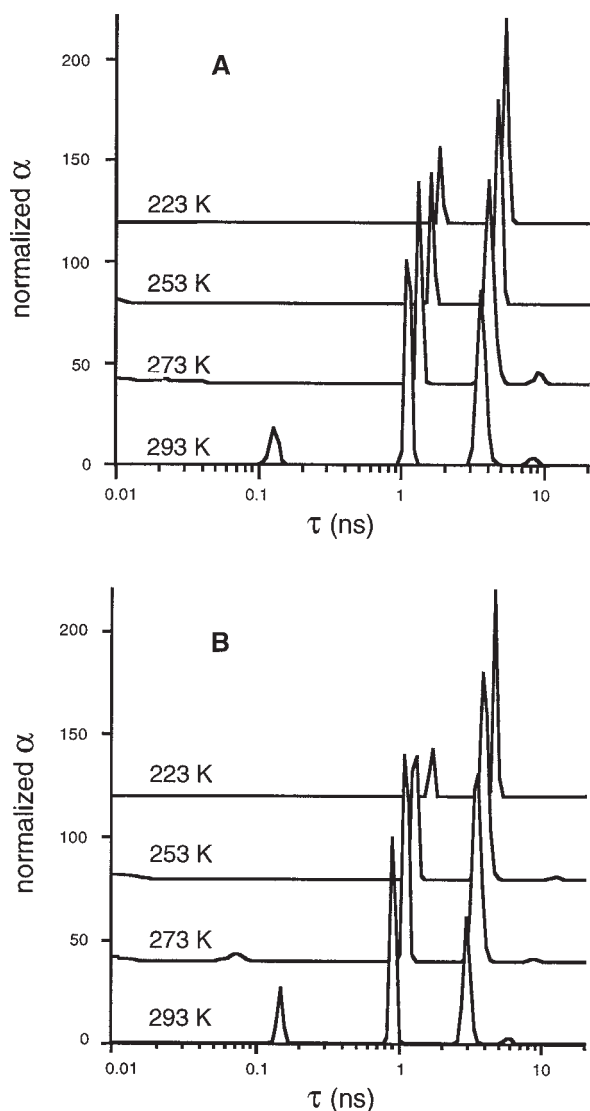 A
normalized α
200
150
100
50
0
223 K
253 K
273 K
293 K
0.01
0.1
1
10
τ (ns)
B
normalized α
200
150
100
50
0
223 K
253 K
273 K
293 K
0.01
0.1
1
10
τ (ns)